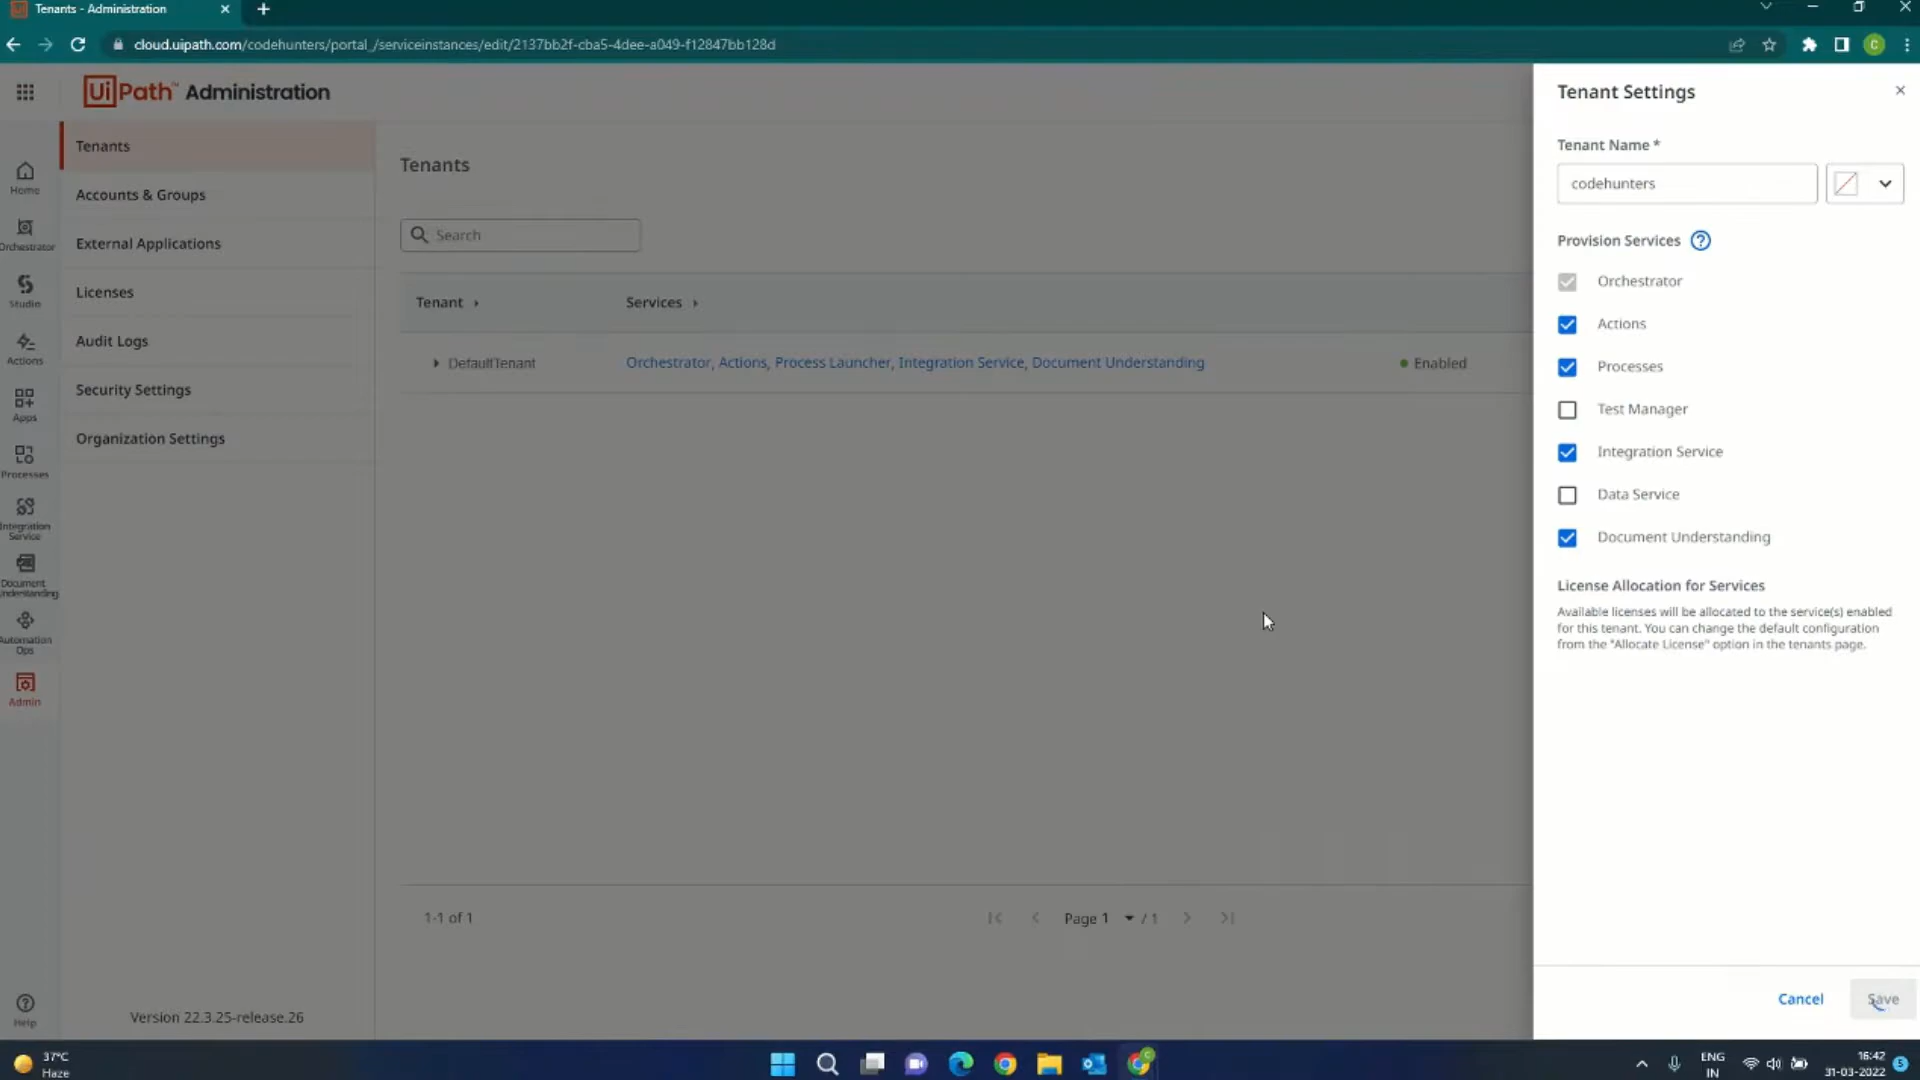 Tenants - Administration
cloud.uipath.com/codehunters/portal_/serviceinstances/edit/2137bb2f-cba5-4dee-a049-f12847bb128d
C
UiPath™ Administration
Home
Orchestrator
Studio
Actions
Apps
Processes
Integration
Service
Document
Understanding
Automation
Ops
Admin
Help
Tenants
Accounts & Groups
External Applications
Licenses
Audit Logs
Security Settings
Organization Settings
Version 22.3.25-release.26
Tenants
Search
Tenant Services
DefaultTenant Orchestrator, Actions, Process Launcher, Integration Service, Document Understanding Enabled
1-1 of 1 Page 1 / 1
Tenant Settings
Tenant Name *
codehunters
Provision Services ?
Orchestrator
Actions
Processes
Test Manager
Integration Service
Data Service
Document Understanding
License Allocation for Services
Available licenses will be allocated to the service(s) enabled
for this tenant. You can change the default configuration
from the "Allocate License" option in the tenants page.
Cancel Save
37°C
Haze
ENG
IN
16:42
31-03-2022
5